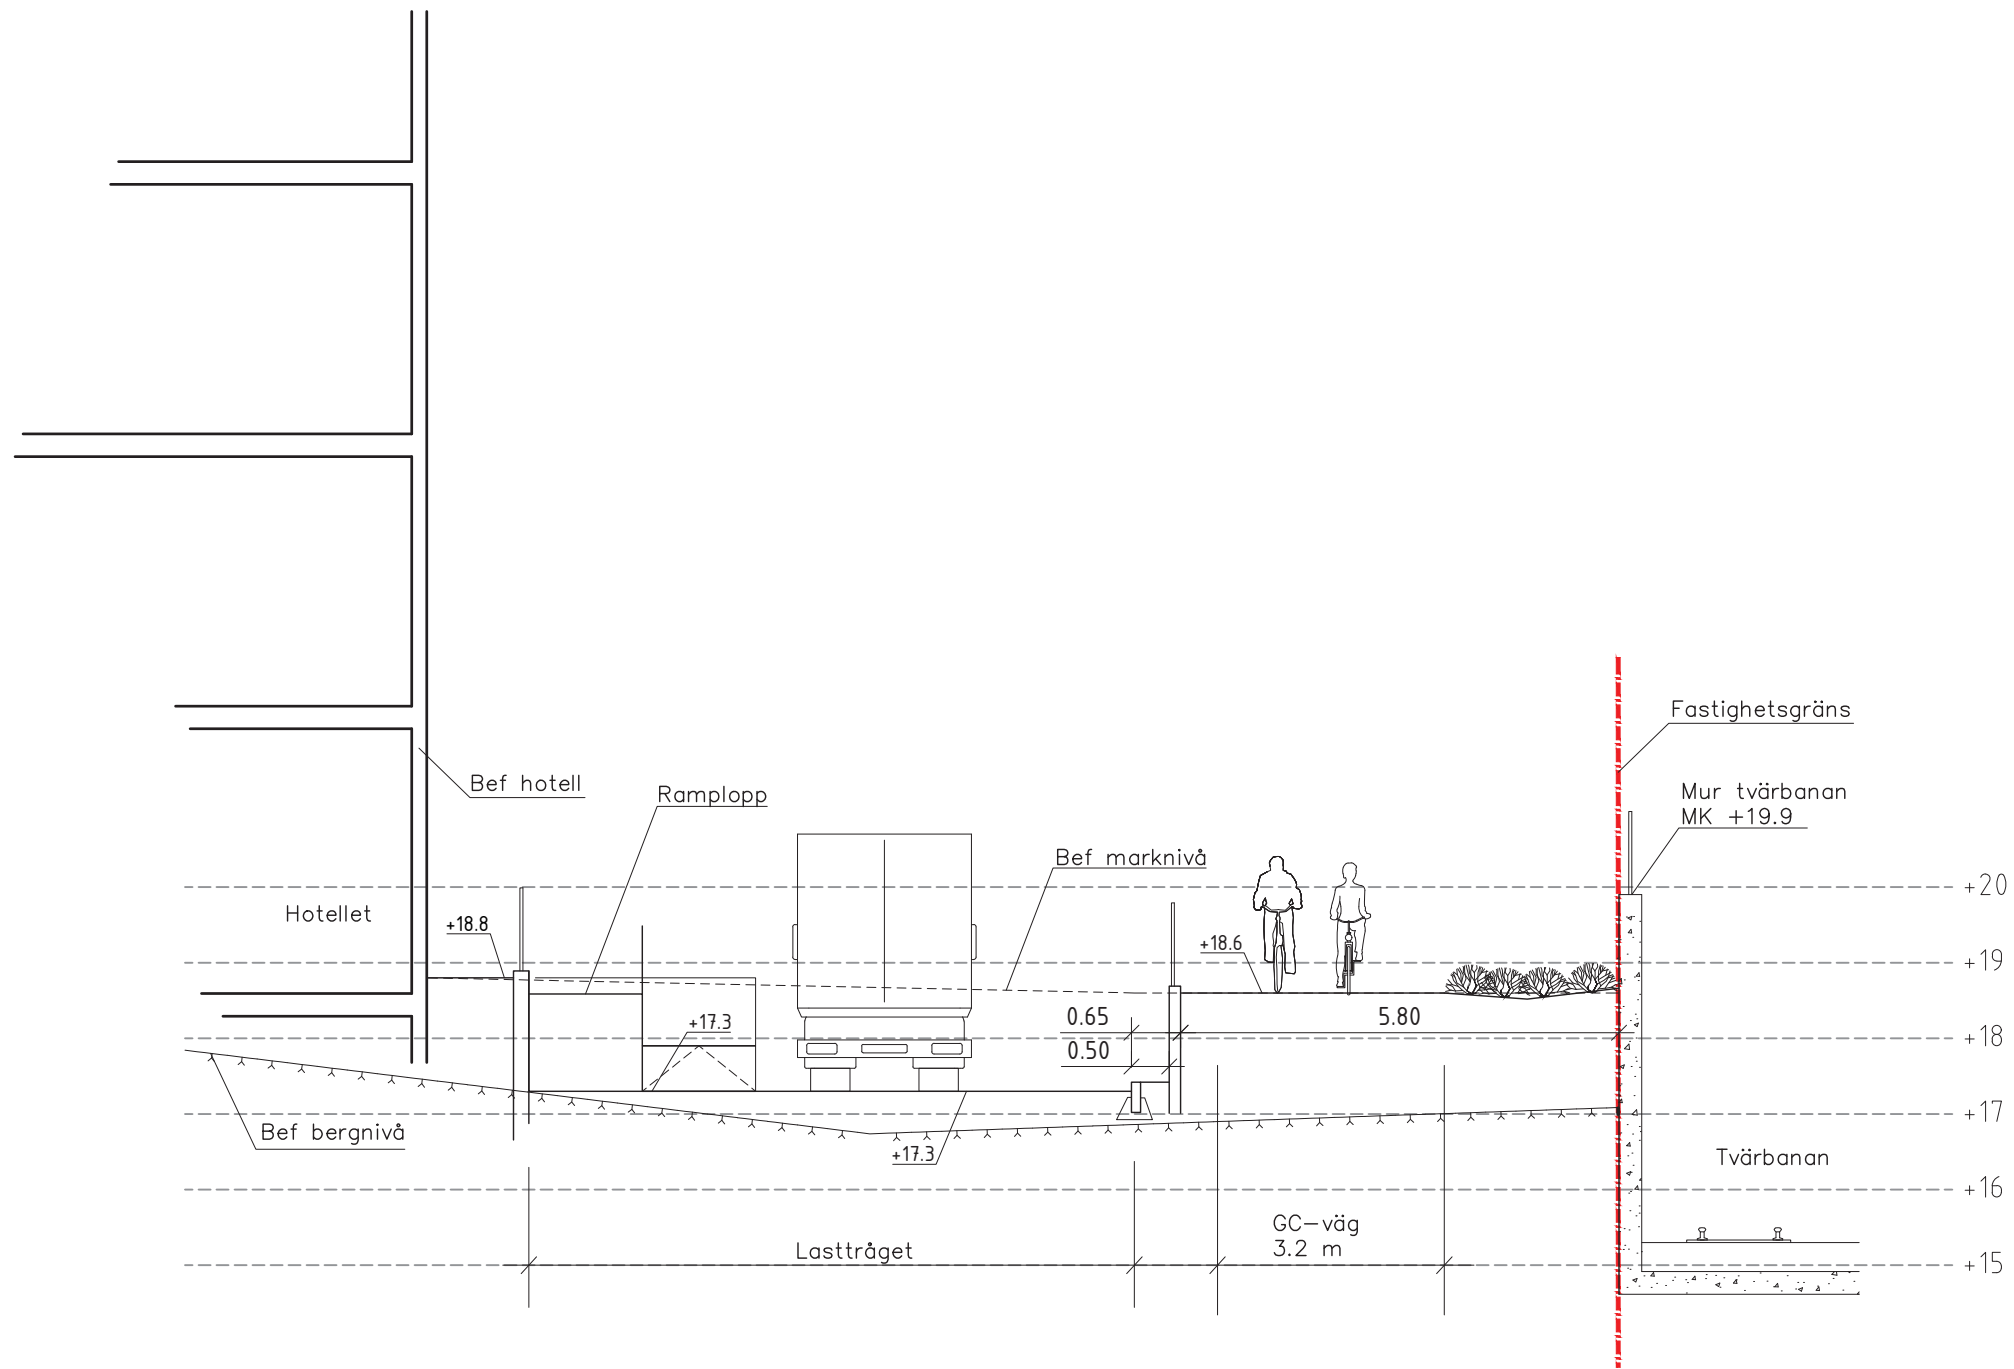 Fastighetsgräns
Bef hotell
Ramplopp
Mur tvärbanan
MK +19.9
Bef marknivå
+20
Hotellet
+18.8
+18.6
+19
0.65
5.80
+17.3
+18
0.50
+17
Bef bergnivå
+17.3
Tvärbanan
+16
GC-väg
3.2 m
Lasttråget
+15